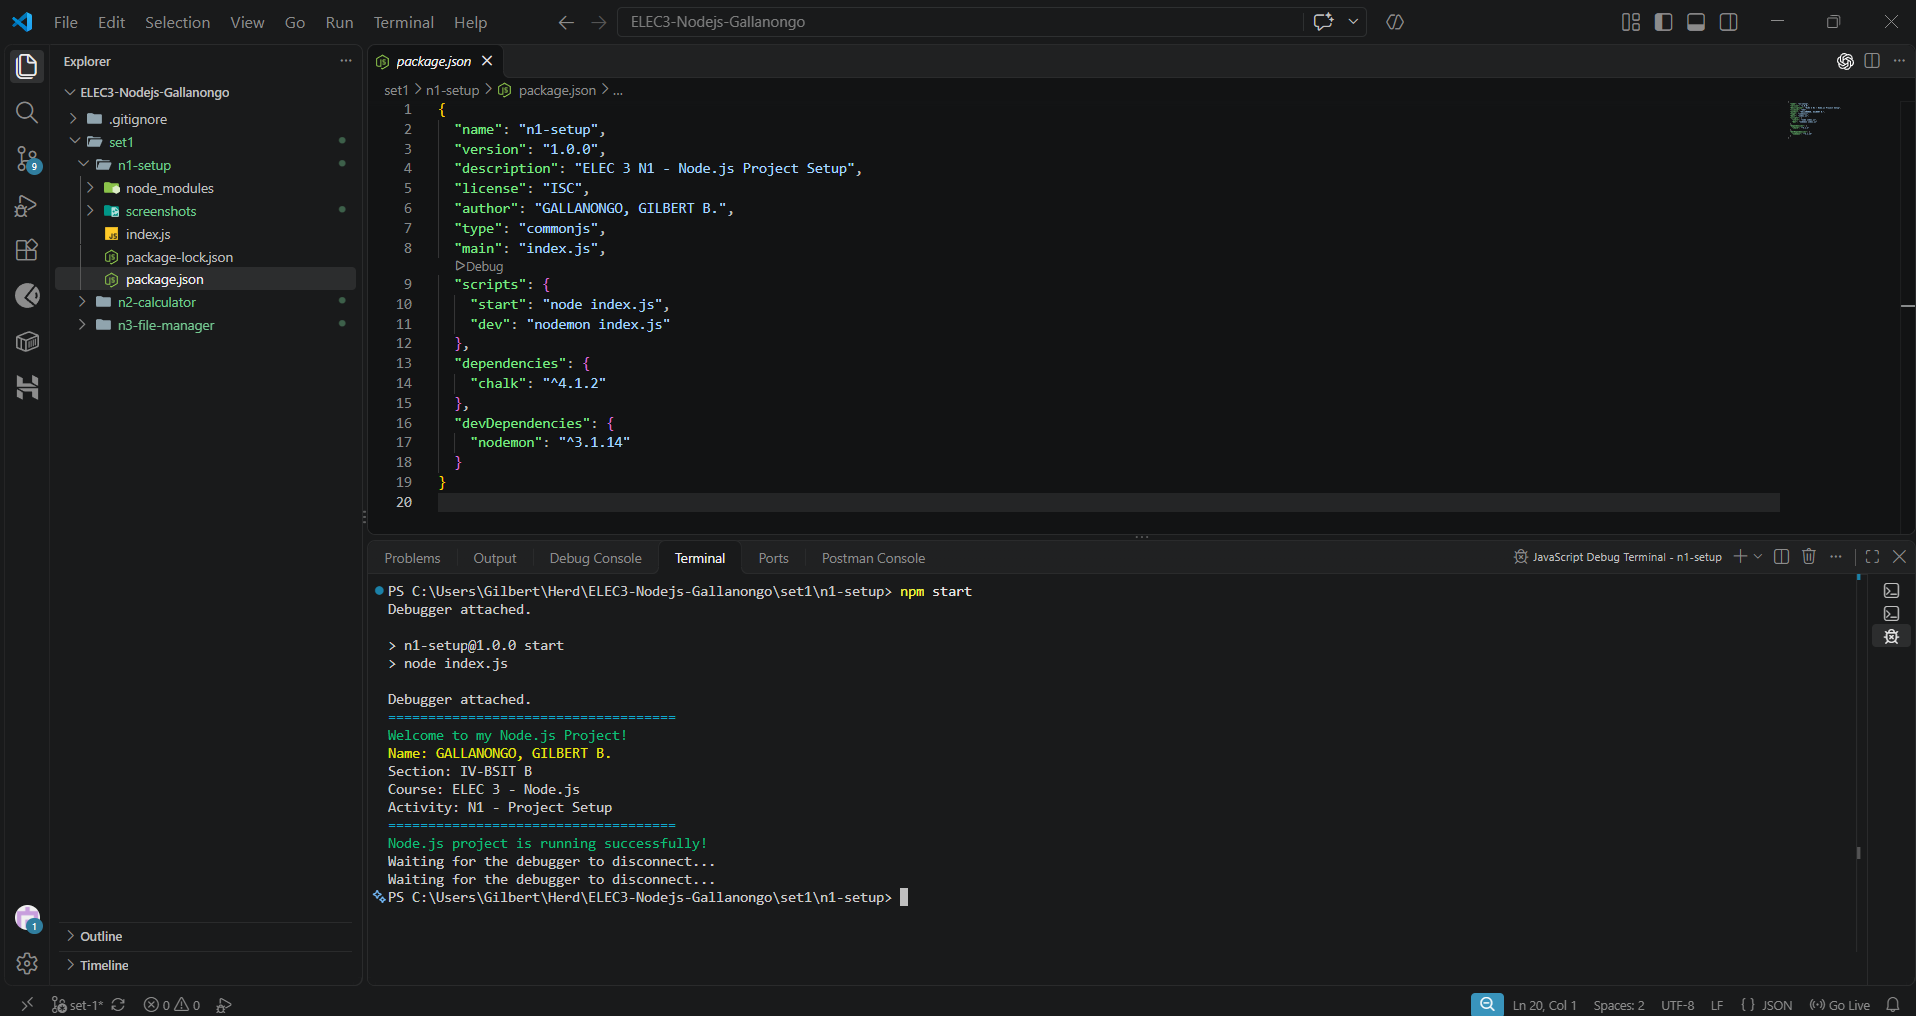 File Edit Selection View Go Run Terminal Help
ELEC3-Nodejs-Gallanongo
Explorer
ELEC3-Nodejs-Gallanongo
.gitignore
set1
n1-setup
node_modules
screenshots
index.js
package-lock.json
package.json
n2-calculator
n3-file-manager
Outline
Timeline
9
1
package.json
set1 > n1-setup > package.json > ...
1 {
2 "name": "n1-setup",
3 "version": "1.0.0",
4 "description": "ELEC 3 N1 - Node.js Project Setup",
5 "license": "ISC",
6 "author": "GALLANONGO, GILBERT B.",
7 "type": "commonjs",
8 "main": "index.js",
Debug
9 "scripts": {
10 "start": "node index.js",
11 "dev": "nodemon index.js"
12 },
13 "dependencies": {
14 "chalk": "^4.1.2"
15 },
16 "devDependencies": {
17 "nodemon": "^3.1.14"
18 }
19 }
20
Problems Output Debug Console Terminal Ports Postman Console
JavaScript Debug Terminal - n1-setup
PS C:\Users\Gilbert\Herd\ELEC3-Nodejs-Gallanongo\set1\n1-setup> npm start
Debugger attached.
> n1-setup@1.0.0 start
> node index.js
Debugger attached.
====================================
Welcome to my Node.js Project!
Name: GALLANONGO, GILBERT B.
Section: IV-BSIT B
Course: ELEC 3 - Node.js
Activity: N1 - Project Setup
====================================
Node.js project is running successfully!
Waiting for the debugger to disconnect...
Waiting for the debugger to disconnect...
PS C:\Users\Gilbert\Herd\ELEC3-Nodejs-Gallanongo\set1\n1-setup>
set-1* 0 0
Ln 20, Col 1 Spaces: 2 UTF-8 LF {} JSON Go Live